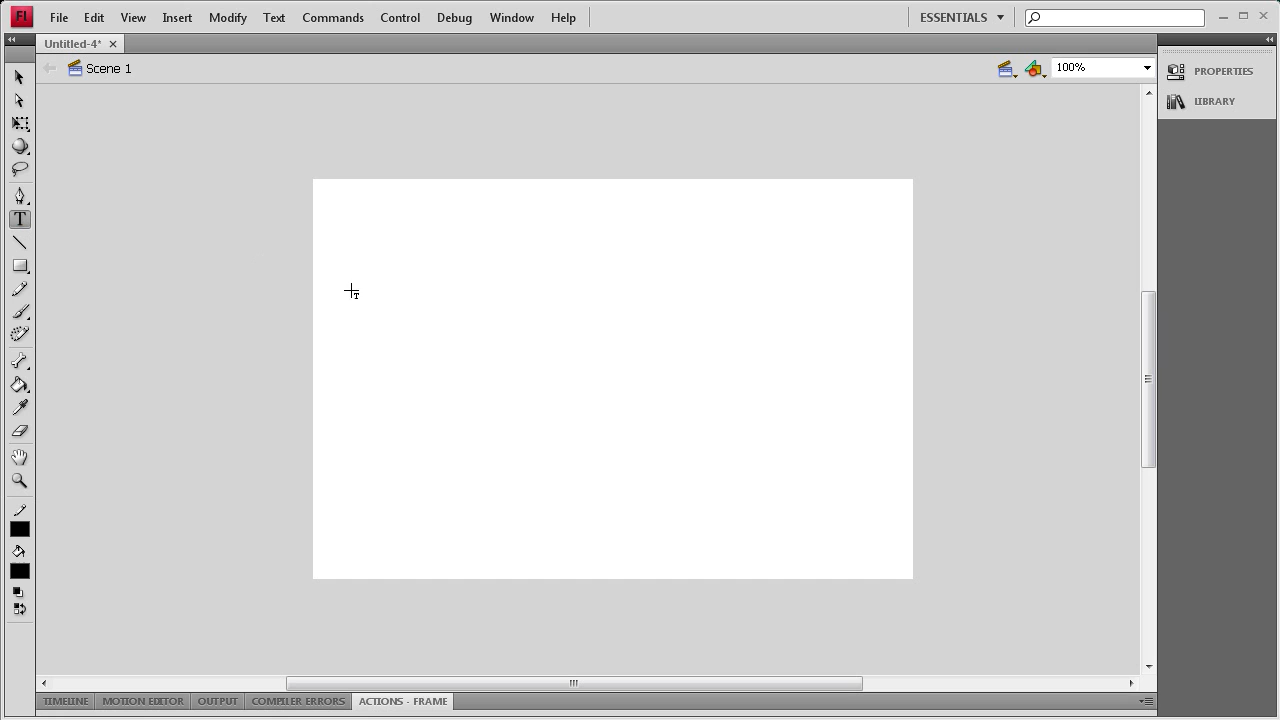 FL File Edit View Insert Modify Text Commands Control Debug Window Help ESSENTIALS
Untitled-4*
Scene 1 100%
PROPERTIES
LIBRARY
T
TIMELINE MOTION EDITOR OUTPUT COMPILER ERRORS ACTIONS - FRAME